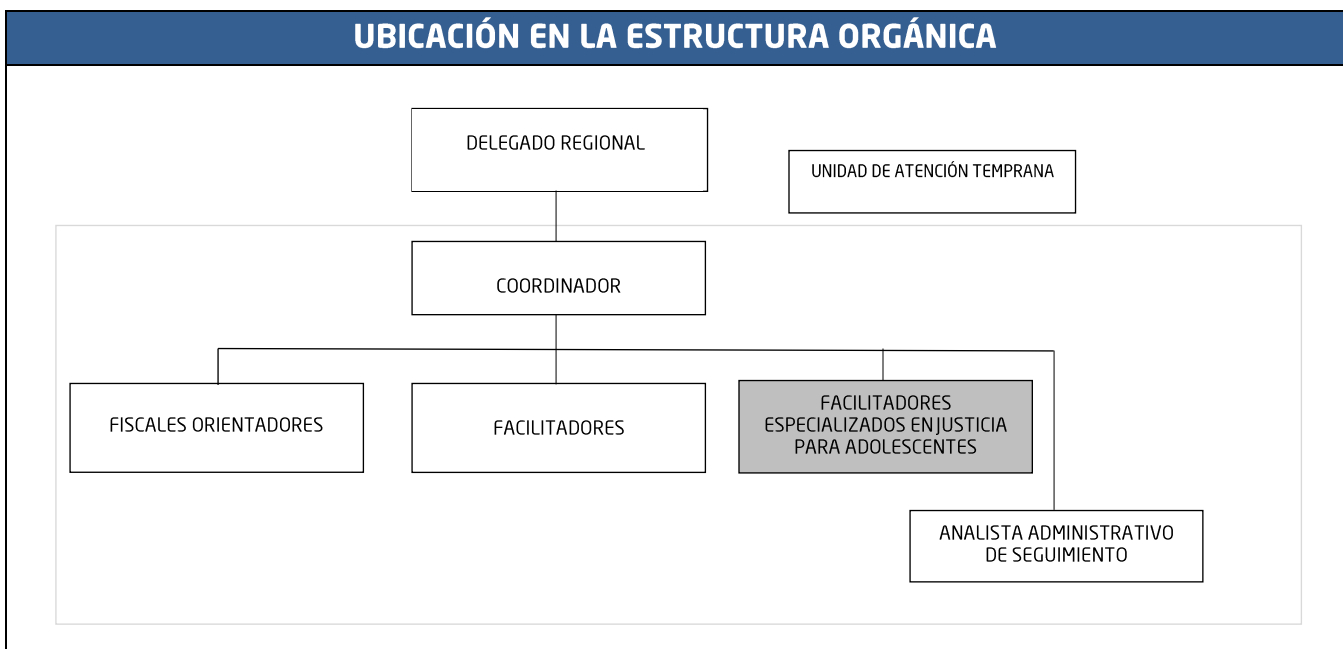 UBICACIÓN EN LA ESTRUCTURA ORGÁNICA
DELEGADO REGIONAL
UNIDAD DE ATENCIÓN TEMPRANA
COORDINADOR
FISCALES ORIENTADORES
FACILITADORES
FACILITADORES
ESPECIALIZADOS EN JUSTICIA
PARA ADOLESCENTES
ANALISTA ADMINISTRATIVO
DE SEGUIMIENTO